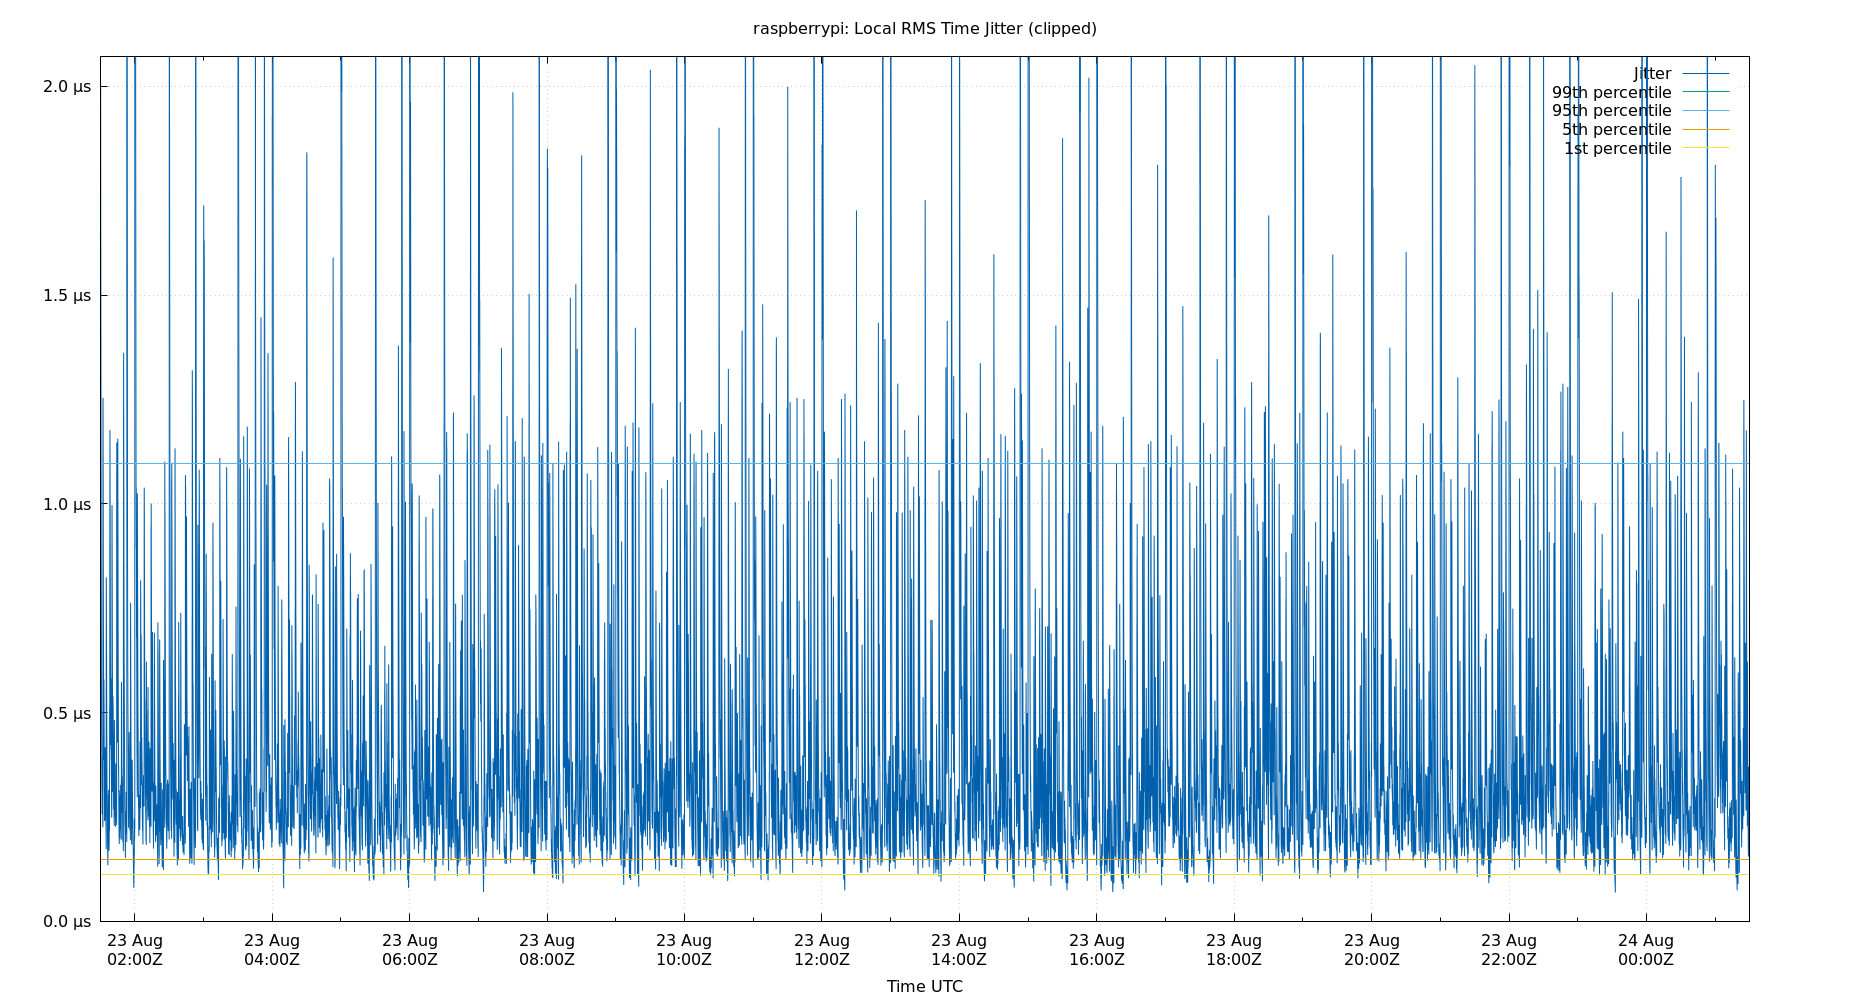 raspberrypi: Local RMS Time Jitter (clipped)
Jitter
99th percentile
95th percentile
5th percentile
1st percentile
2.0 µs
1.5 µs
1.0 µs
0.5 µs
0.0 µs
23 Aug 23 Aug 23 Aug 23 Aug 23 Aug 23 Aug 23 Aug 23 Aug 23 Aug 23 Aug 23 Aug 24 Aug
02:00Z 04:00Z 06:00Z 08:00Z 10:00Z 12:00Z 14:00Z 16:00Z 18:00Z 20:00Z 22:00Z 00:00Z
Time UTC